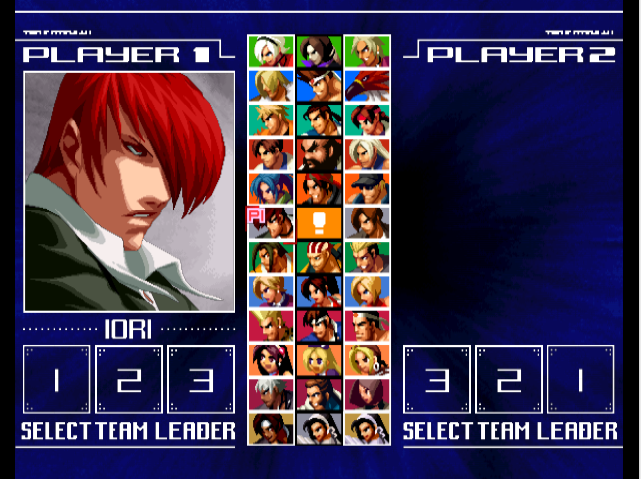 PLAYER 1
PLAYER 2
P1
!
IORI
1 2 3
3 2 1
SELECT TEAM LEADER
SELECT TEAM LEADER